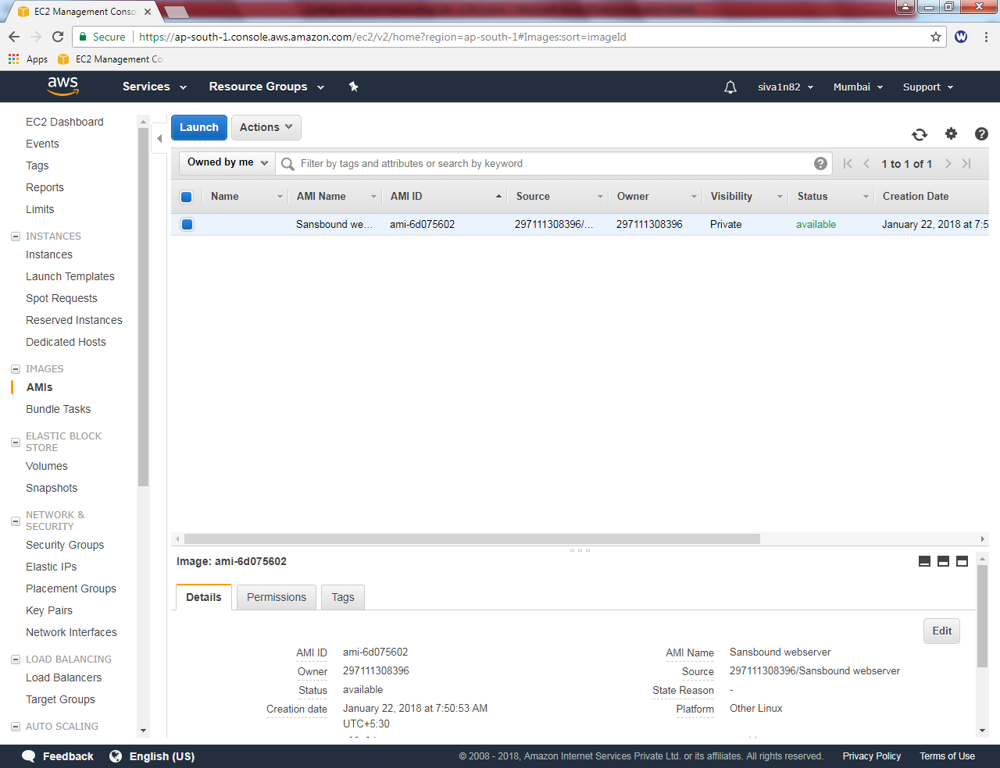 EC2 Management Conso
Secure
https://ap-south-1.console.aws.amazon.com/ec2/v2/home?region=ap-south-1#Images:sort=imageId
Apps
EC2 Management Co
aws
Services
Resource Groups
siva1n82
Mumbai
Support
EC2 Dashboard
Events
Tags
Reports
Limits
INSTANCES
Instances
Launch Templates
Spot Requests
Reserved Instances
Dedicated Hosts
IMAGES
AMIs
Bundle Tasks
ELASTIC BLOCK
STORE
Volumes
Snapshots
NETWORK &
SECURITY
Security Groups
Elastic IPs
Placement Groups
Key Pairs
Network Interfaces
LOAD BALANCING
Load Balancers
Target Groups
AUTO SCALING
Launch
Actions
Owned by me
Filter by tags and attributes or search by keyword
1 to 1 of 1
Name AMI Name AMI ID Source Owner Visibility Status Creation Date
Sansbound we... ami-6d075602 297111308396/... 297111308396 Private available January 22, 2018 at 7:5
Image: ami-6d075602
Details
Permissions
Tags
Edit
AMI ID ami-6d075602
Owner 297111308396
Status available
Creation date January 22, 2018 at 7:50:53 AM
UTC+5:30
AMI Name Sansbound webserver
Source 297111308396/Sansbound webserver
State Reason -
Platform Other Linux
Feedback
English (US)
© 2008 - 2018, Amazon Internet Services Private Ltd. or its affiliates. All rights reserved.
Privacy Policy
Terms of Use